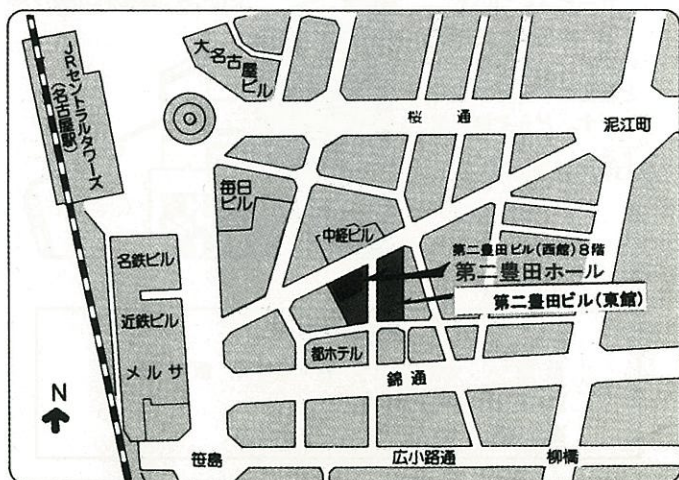 大名古屋ビル
JRセントラルタワーズ
(名古屋駅)
桜通
泥江町
毎日ビル
中経ビル
第二豊田ビル(西館)8階
第二豊田ホール
第二豊田ビル(東館)
名鉄ビル
近鉄ビル
メルサ
都ホテル
錦通
N
笹島
広小路通
柳橋